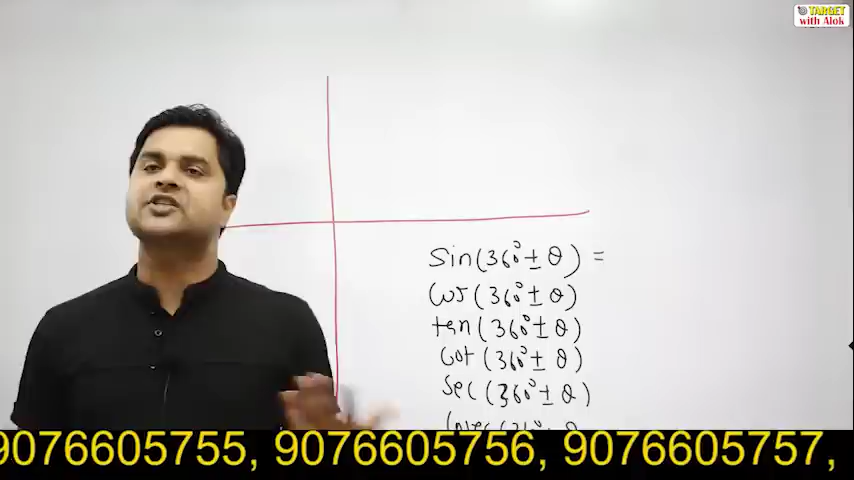 TARGET
with Alok
Sin(360°±θ) =
Cos(360°±θ)
tan(360°±θ)
Cot(360°±θ)
Sec(360°±θ)
9076605755, 9076605756, 9076605757,